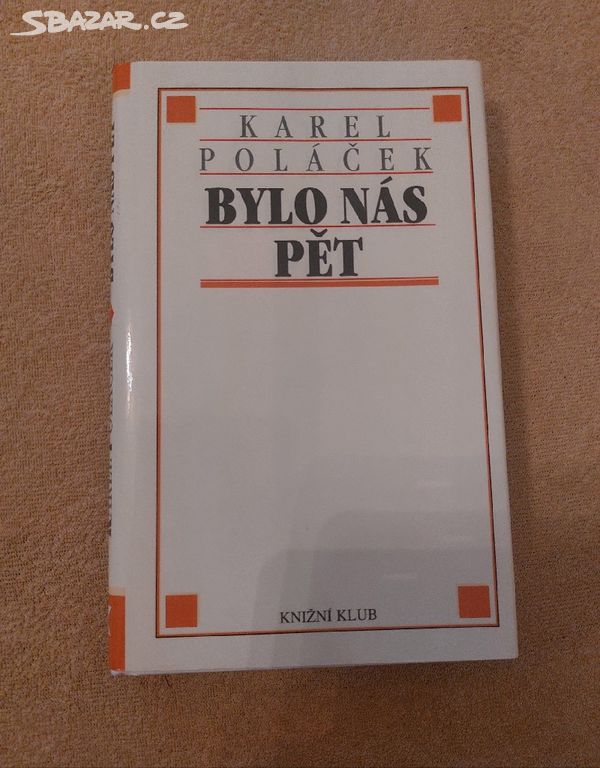 SBAZAR.CZ
KAREL
POLÁČEK
BYLO NÁS
PĚT
KNIŽNÍ KLUB